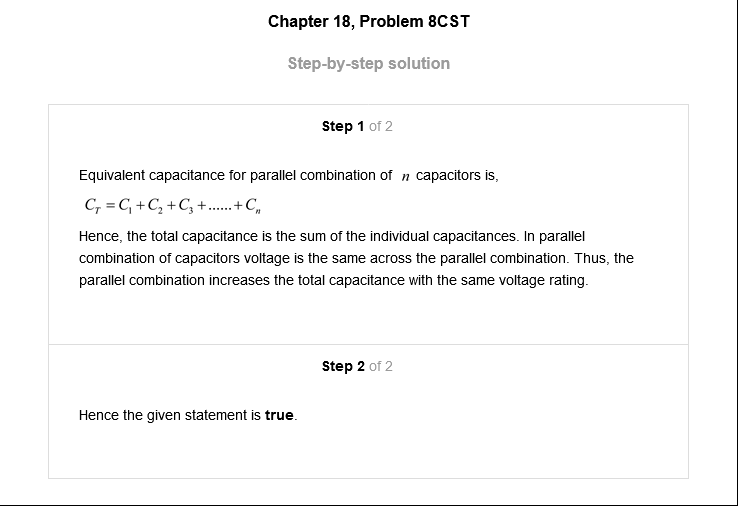 Chapter 18, Problem 8CST
Step-by-step solution
Step 1 of 2
Equivalent capacitance for parallel combination of n capacitors is,
C_T = C_1 + C_2 + C_3 + ...... + C_n
Hence, the total capacitance is the sum of the individual capacitances. In parallel
combination of capacitors voltage is the same across the parallel combination. Thus, the
parallel combination increases the total capacitance with the same voltage rating.
Step 2 of 2
Hence the given statement is true.